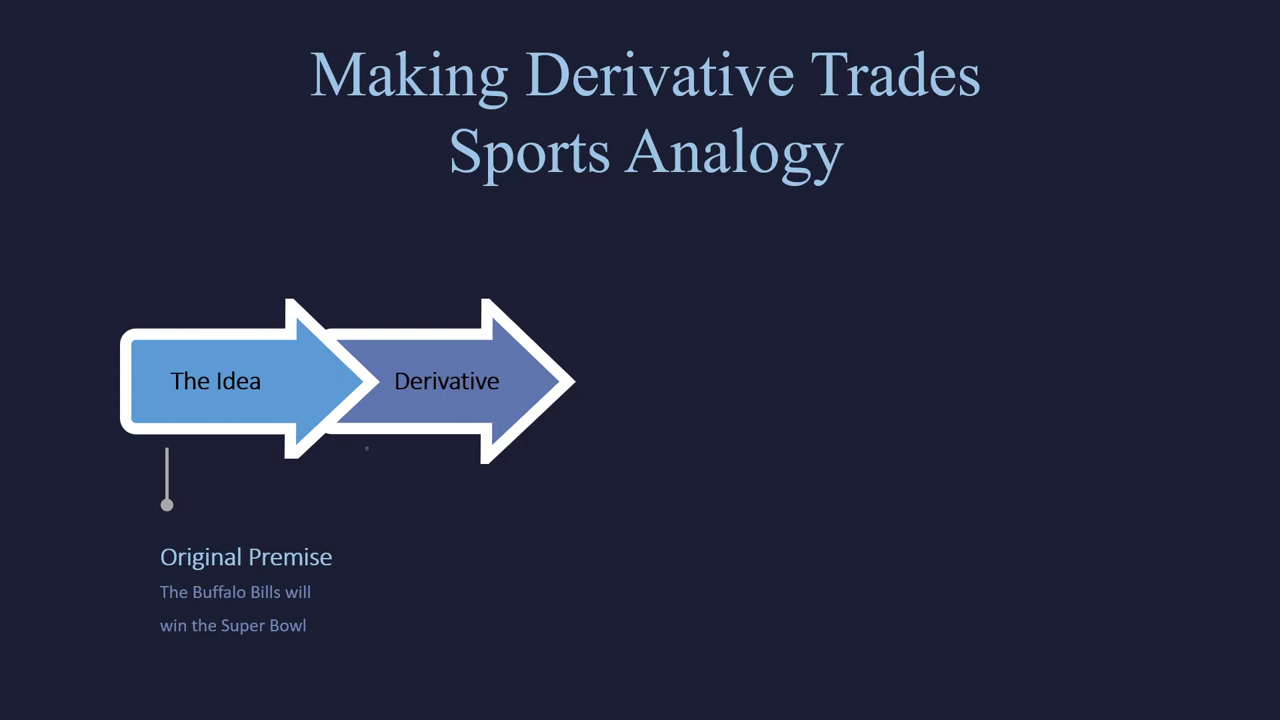 Making Derivative Trades
Sports Analogy
The Idea
Derivative
Original Premise
The Buffalo Bills will
win the Super Bowl